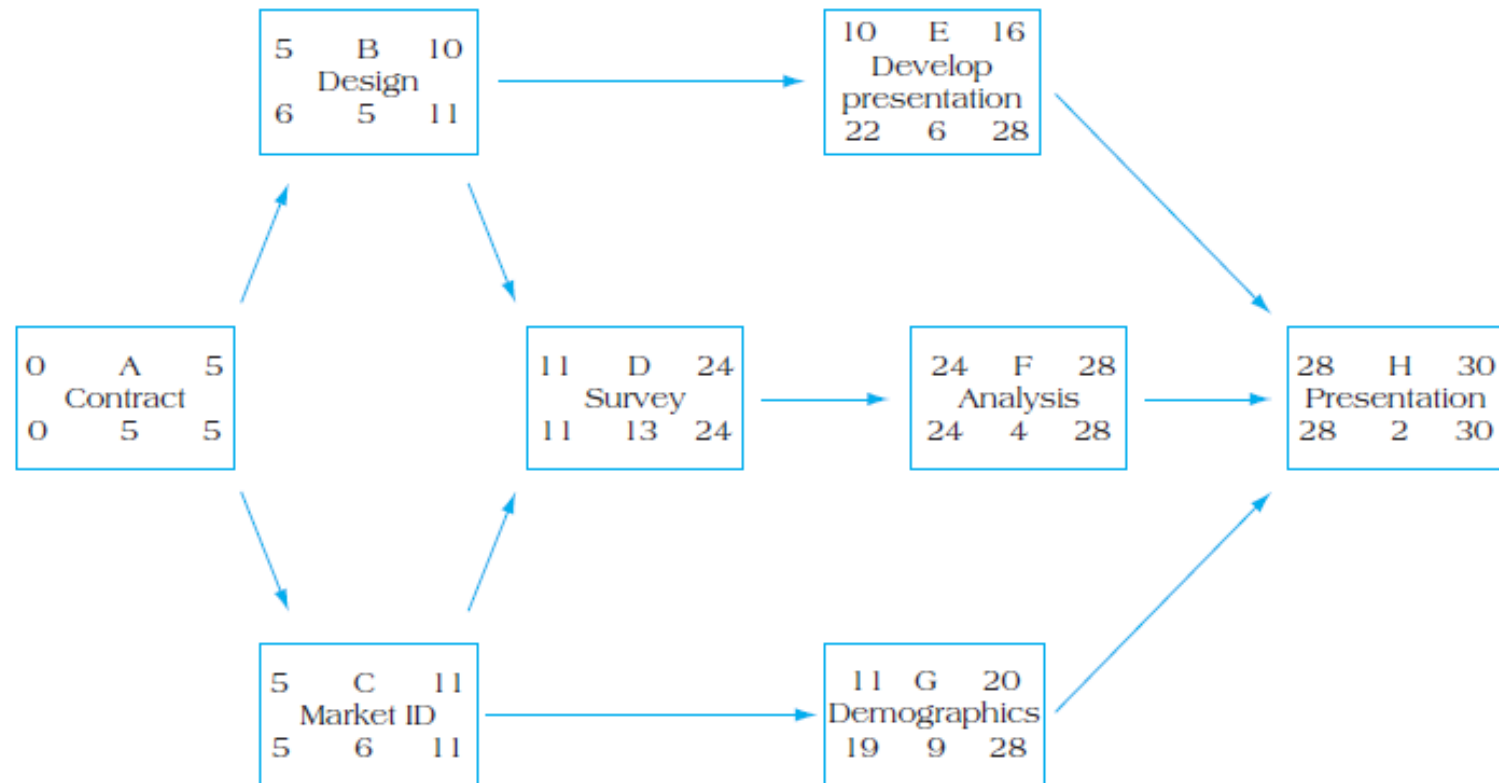 5 B 10
Design
6 5 11
10 E 16
Develop
presentation
22 6 28
0 A 5
Contract
0 5 5
11 D 24
Survey
11 13 24
24 F 28
Analysis
24 4 28
28 H 30
Presentation
28 2 30
5 C 11
Market ID
5 6 11
11 G 20
Demographics
19 9 28